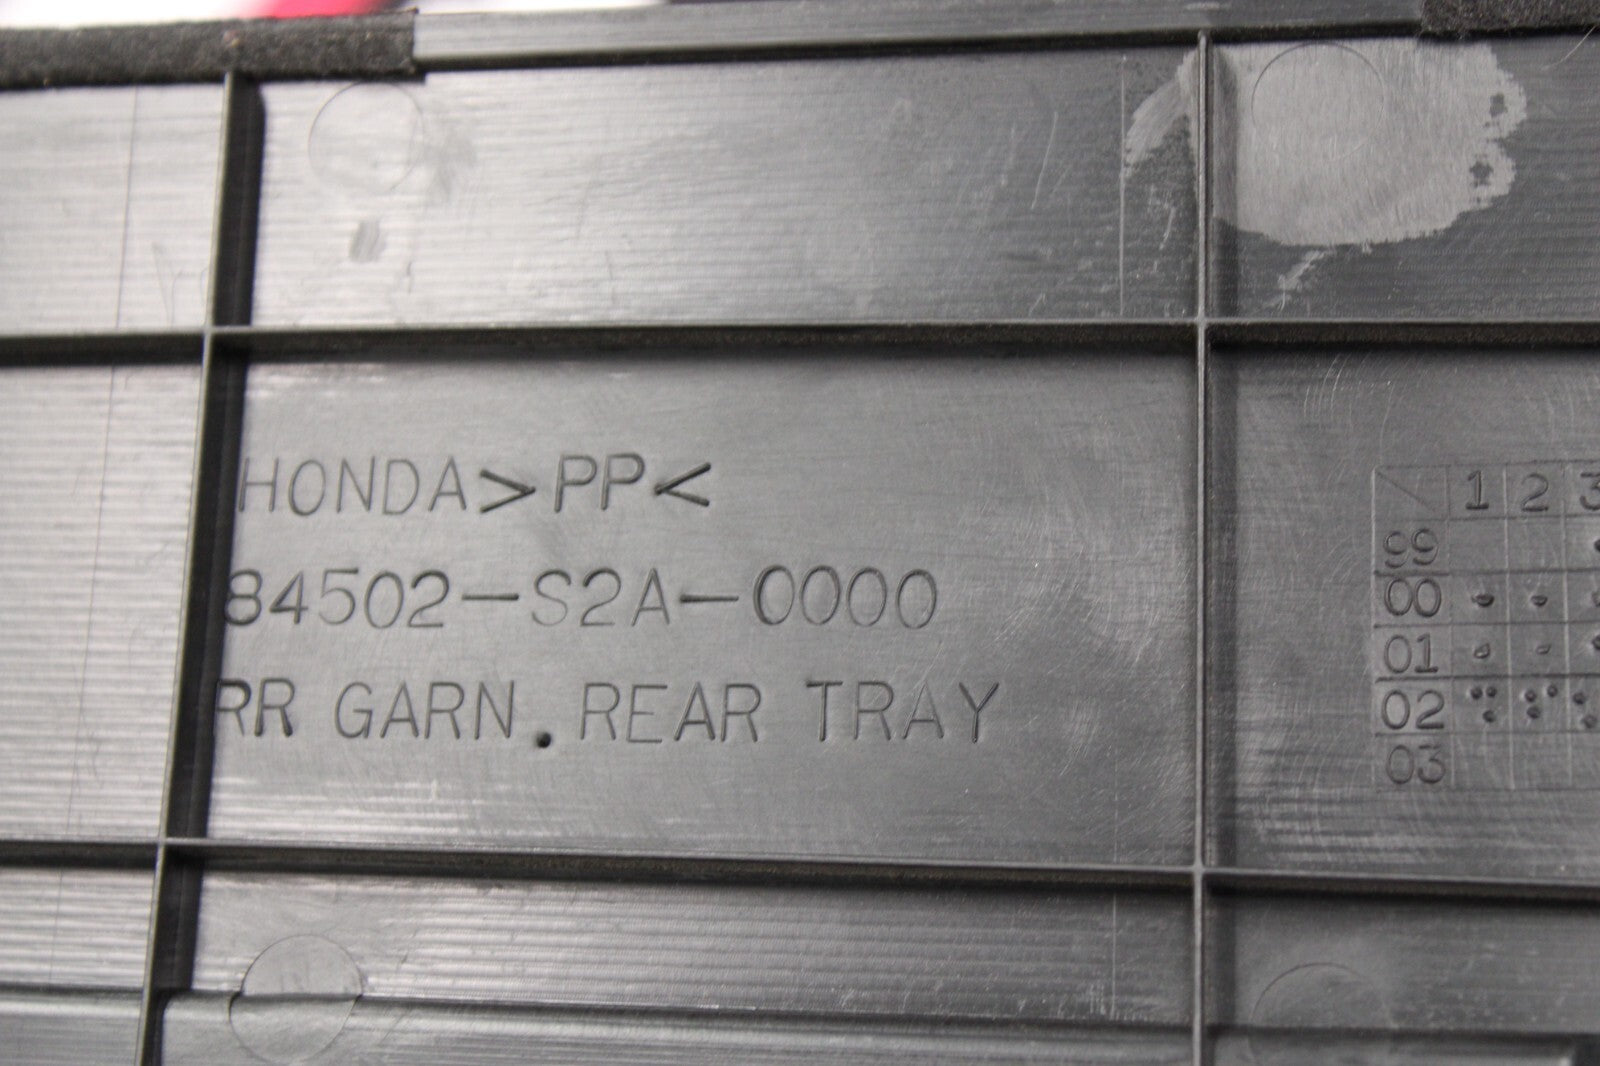 HONDA>PP<
84502-S2A-0000
RR GARN. REAR TRAY
1 2 3
99
00
01
02
03